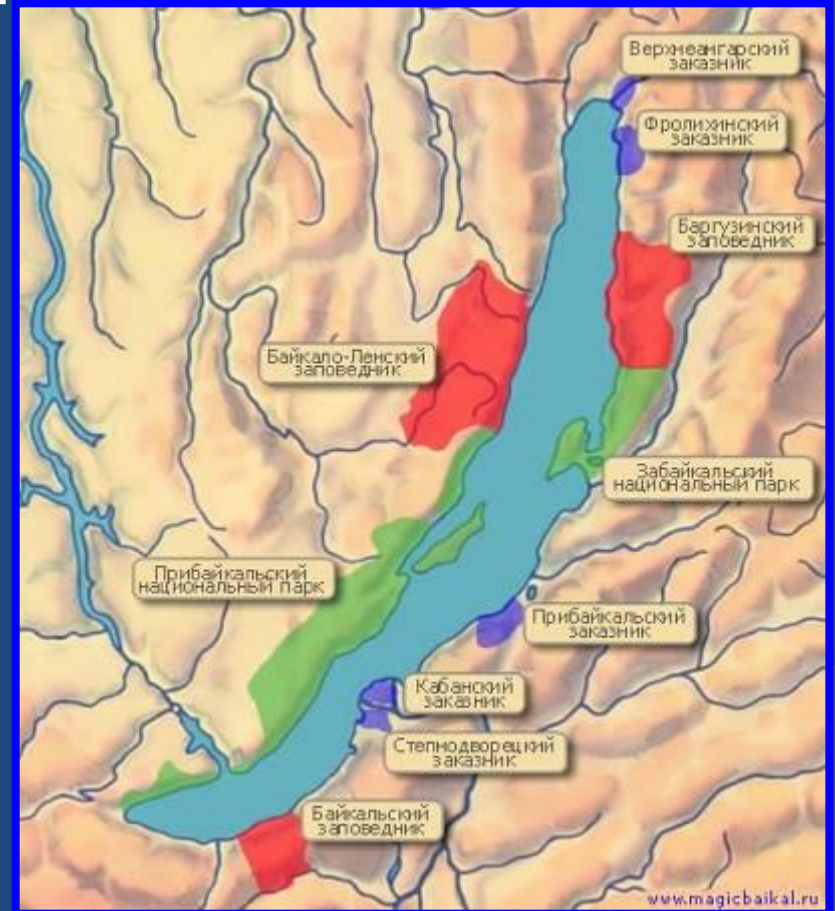 Верхнеангарский
заказник
Фролихинский
заказник
Баргузинский
заповедник
Байкало-Ленский
заповедник
Забайкальский
национальный парк
Прибайкальский
национальный парк
Прибайкальский
заказник
Кабанский
заказник
Степнодворецкий
заказник
Байкальский
заповедник
www.magicbaikal.ru